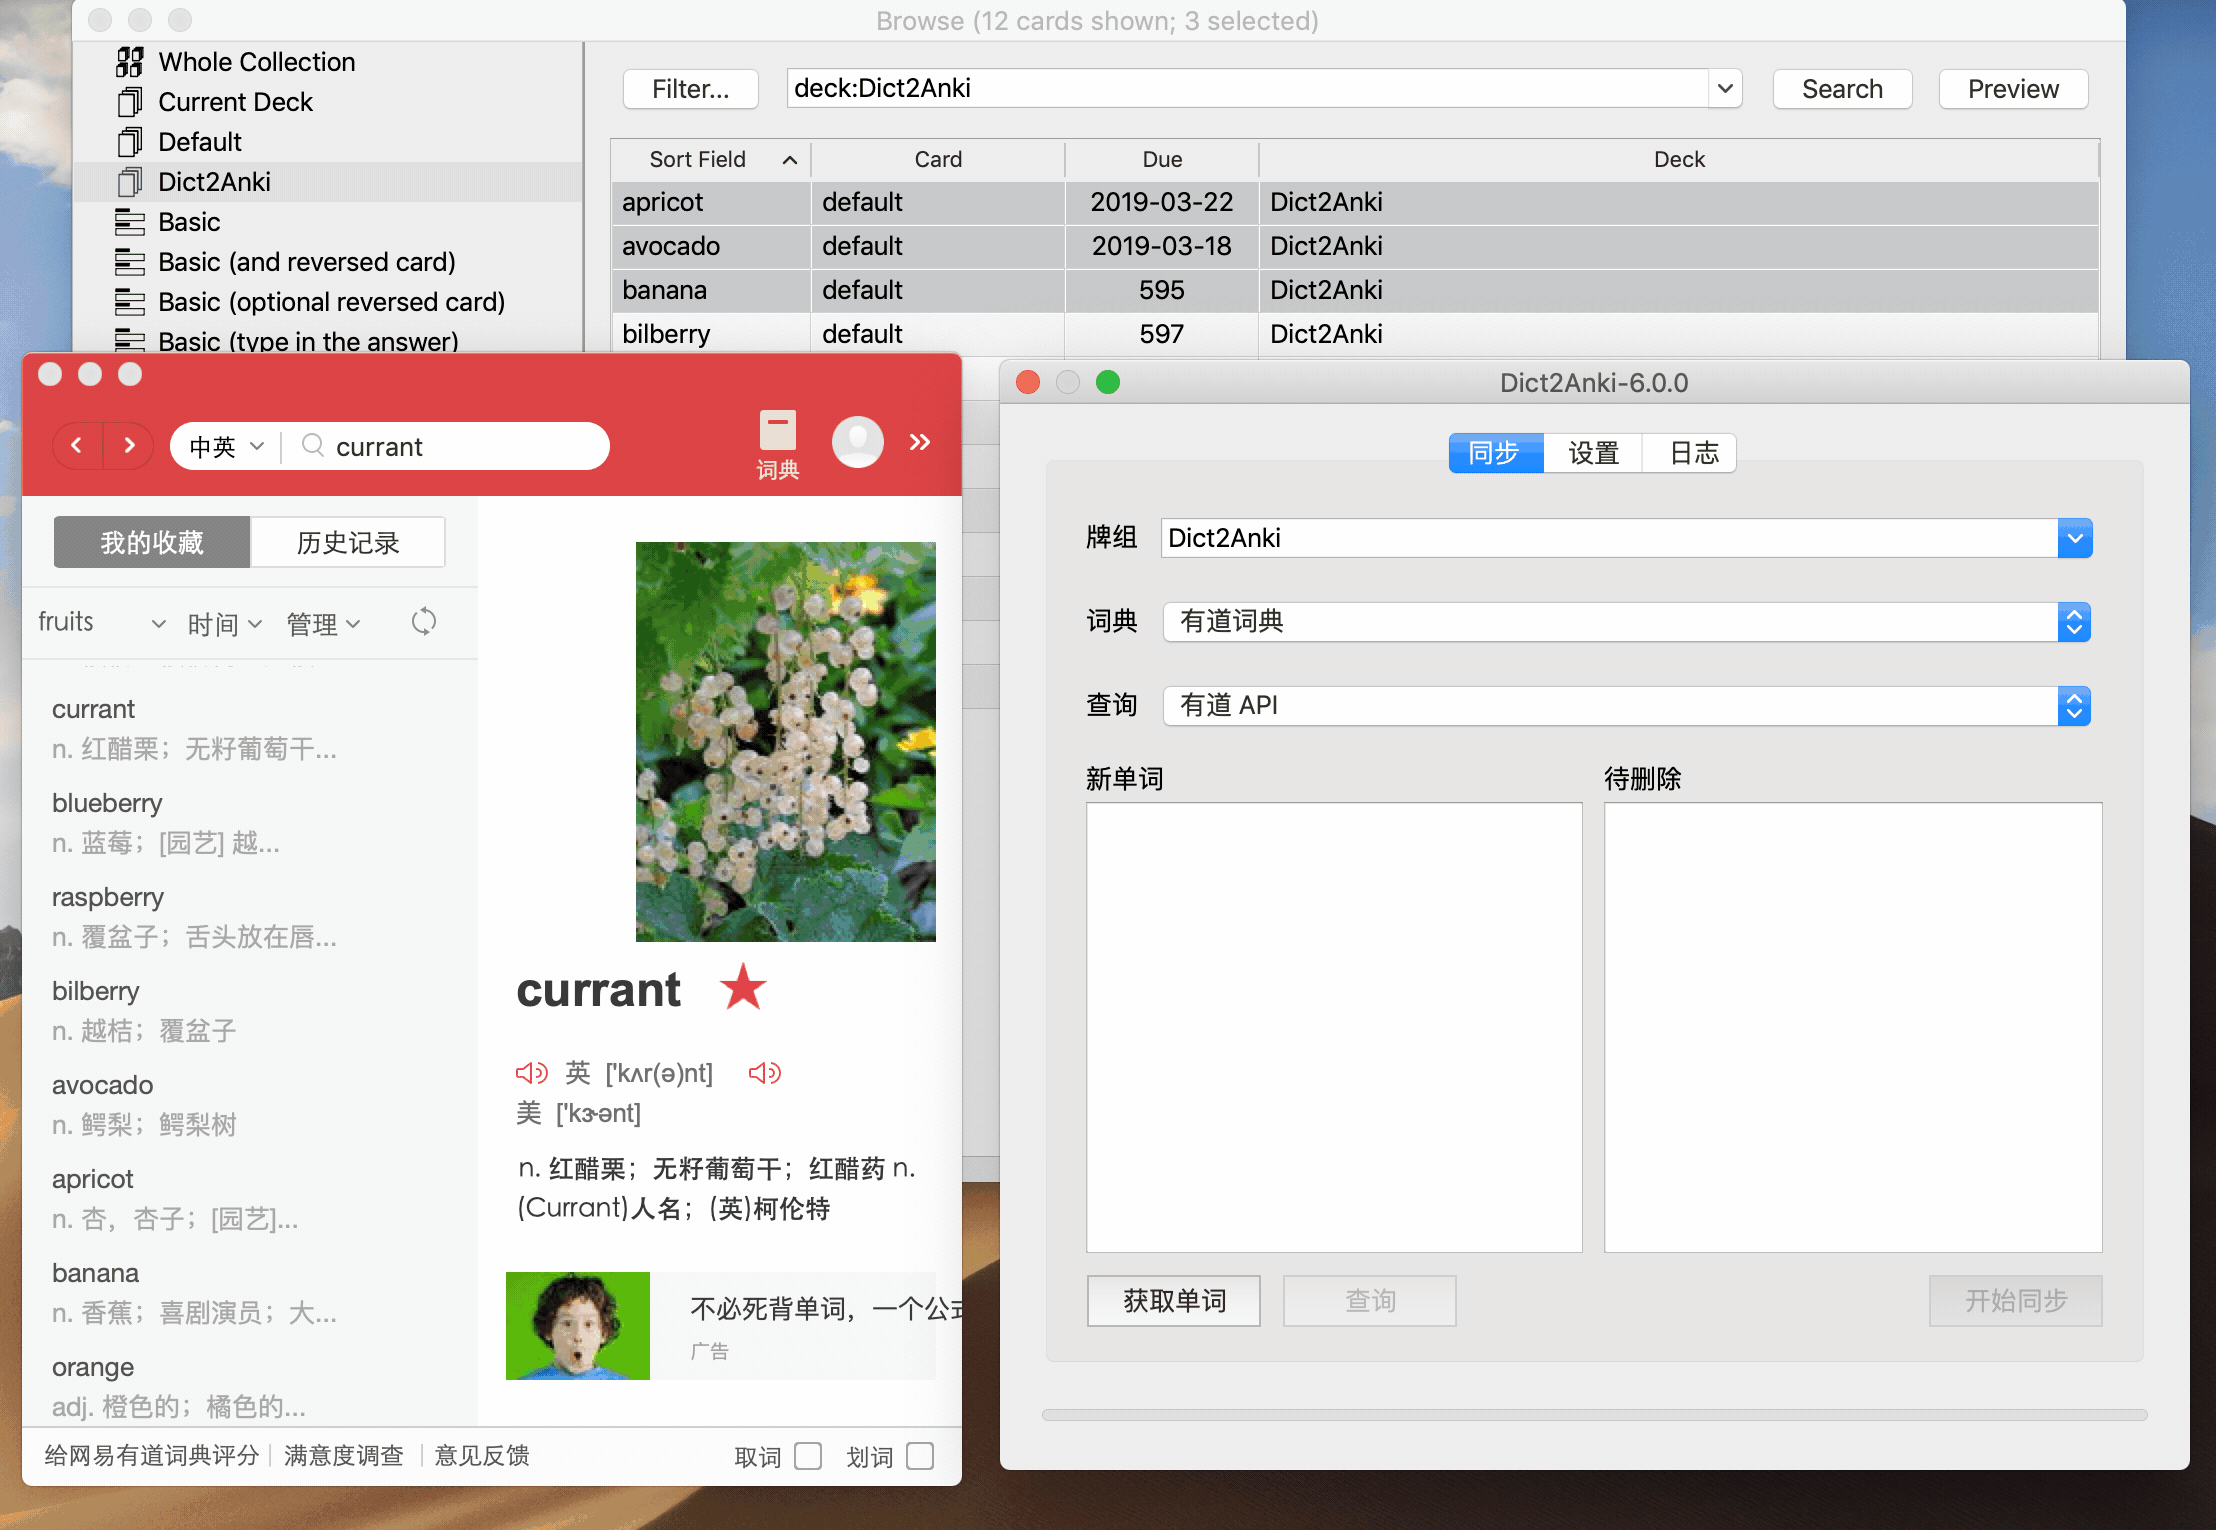 Browse (12 cards shown; 3 selected)
Whole Collection
Current Deck
Default
Dict2Anki
Basic
Basic (and reversed card)
Basic (optional reversed card)
Basic (type in the answer)
Filter...
deck:Dict2Anki
Search
Preview
Sort Field Card Due Deck
apricot default 2019-03-22 Dict2Anki
avocado default 2019-03-18 Dict2Anki
banana default 595 Dict2Anki
bilberry default 597 Dict2Anki
中英 currant
词典
我的收藏 历史记录
fruits 时间 管理
currant
n. 红醋栗；无籽葡萄干...
blueberry
n. 蓝莓；[园艺] 越...
raspberry
n. 覆盆子；舌头放在唇...
bilberry
n. 越桔；覆盆子
avocado
n. 鳄梨；鳄梨树
apricot
n. 杏，杏子；[园艺]...
banana
n. 香蕉；喜剧演员；大...
orange
adj. 橙色的；橘色的...
currant
英 ['kʌr(ə)nt]
美 ['kɝənt]
n. 红醋栗；无籽葡萄干；红醋药 n.
(Currant)人名；(英)柯伦特
不必死背单词，一个公式
广告
给网易有道词典评分 满意度调查 意见反馈 取词 划词
Dict2Anki-6.0.0
同步 设置 日志
牌组 Dict2Anki
词典 有道词典
查询 有道 API
新单词 待删除
获取单词 查询 开始同步